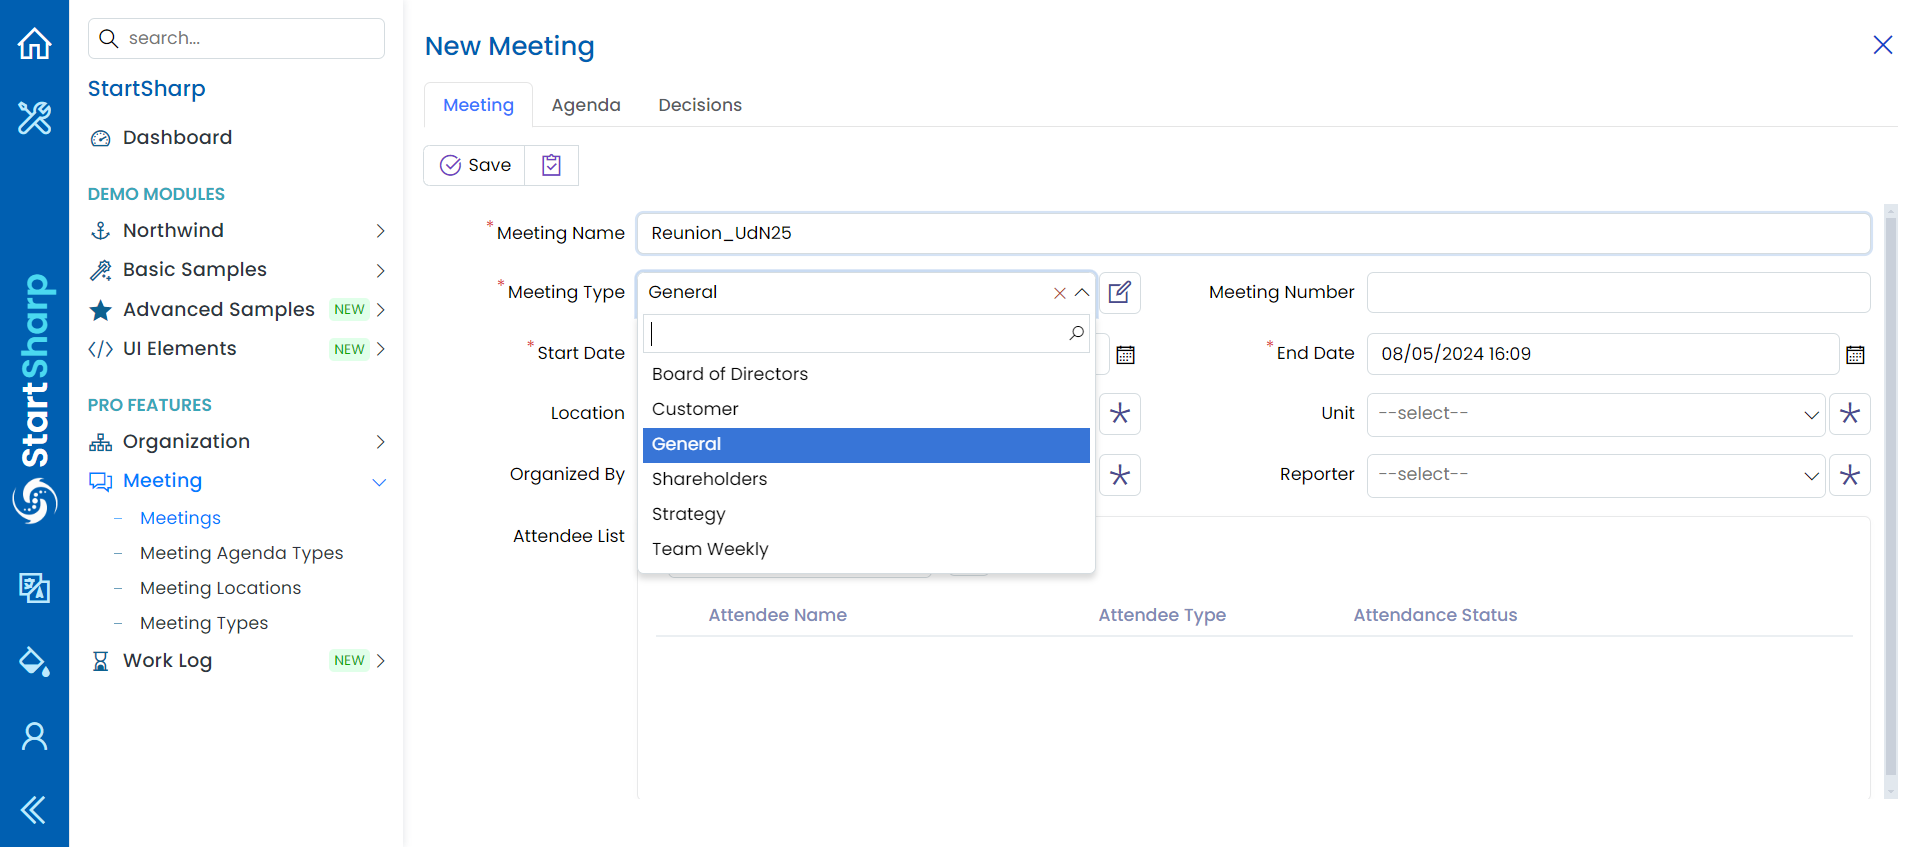 search...
StartSharp
Dashboard
DEMO MODULES
Northwind
Basic Samples
Advanced Samples NEW
UI Elements NEW
PRO FEATURES
Organization
Meeting
Meetings
Meeting Agenda Types
Meeting Locations
Meeting Types
Work Log NEW
StartSharp
New Meeting
Meeting Agenda Decisions
Save
* Meeting Name Reunion_UdN25
* Meeting Type General
Meeting Number
Board of Directors
Customer
General
Shareholders
Strategy
Team Weekly
* Start Date
* End Date 08/05/2024 16:09
Location
Unit --select--
Organized By
Reporter --select--
Attendee List
Attendee Name Attendee Type Attendance Status